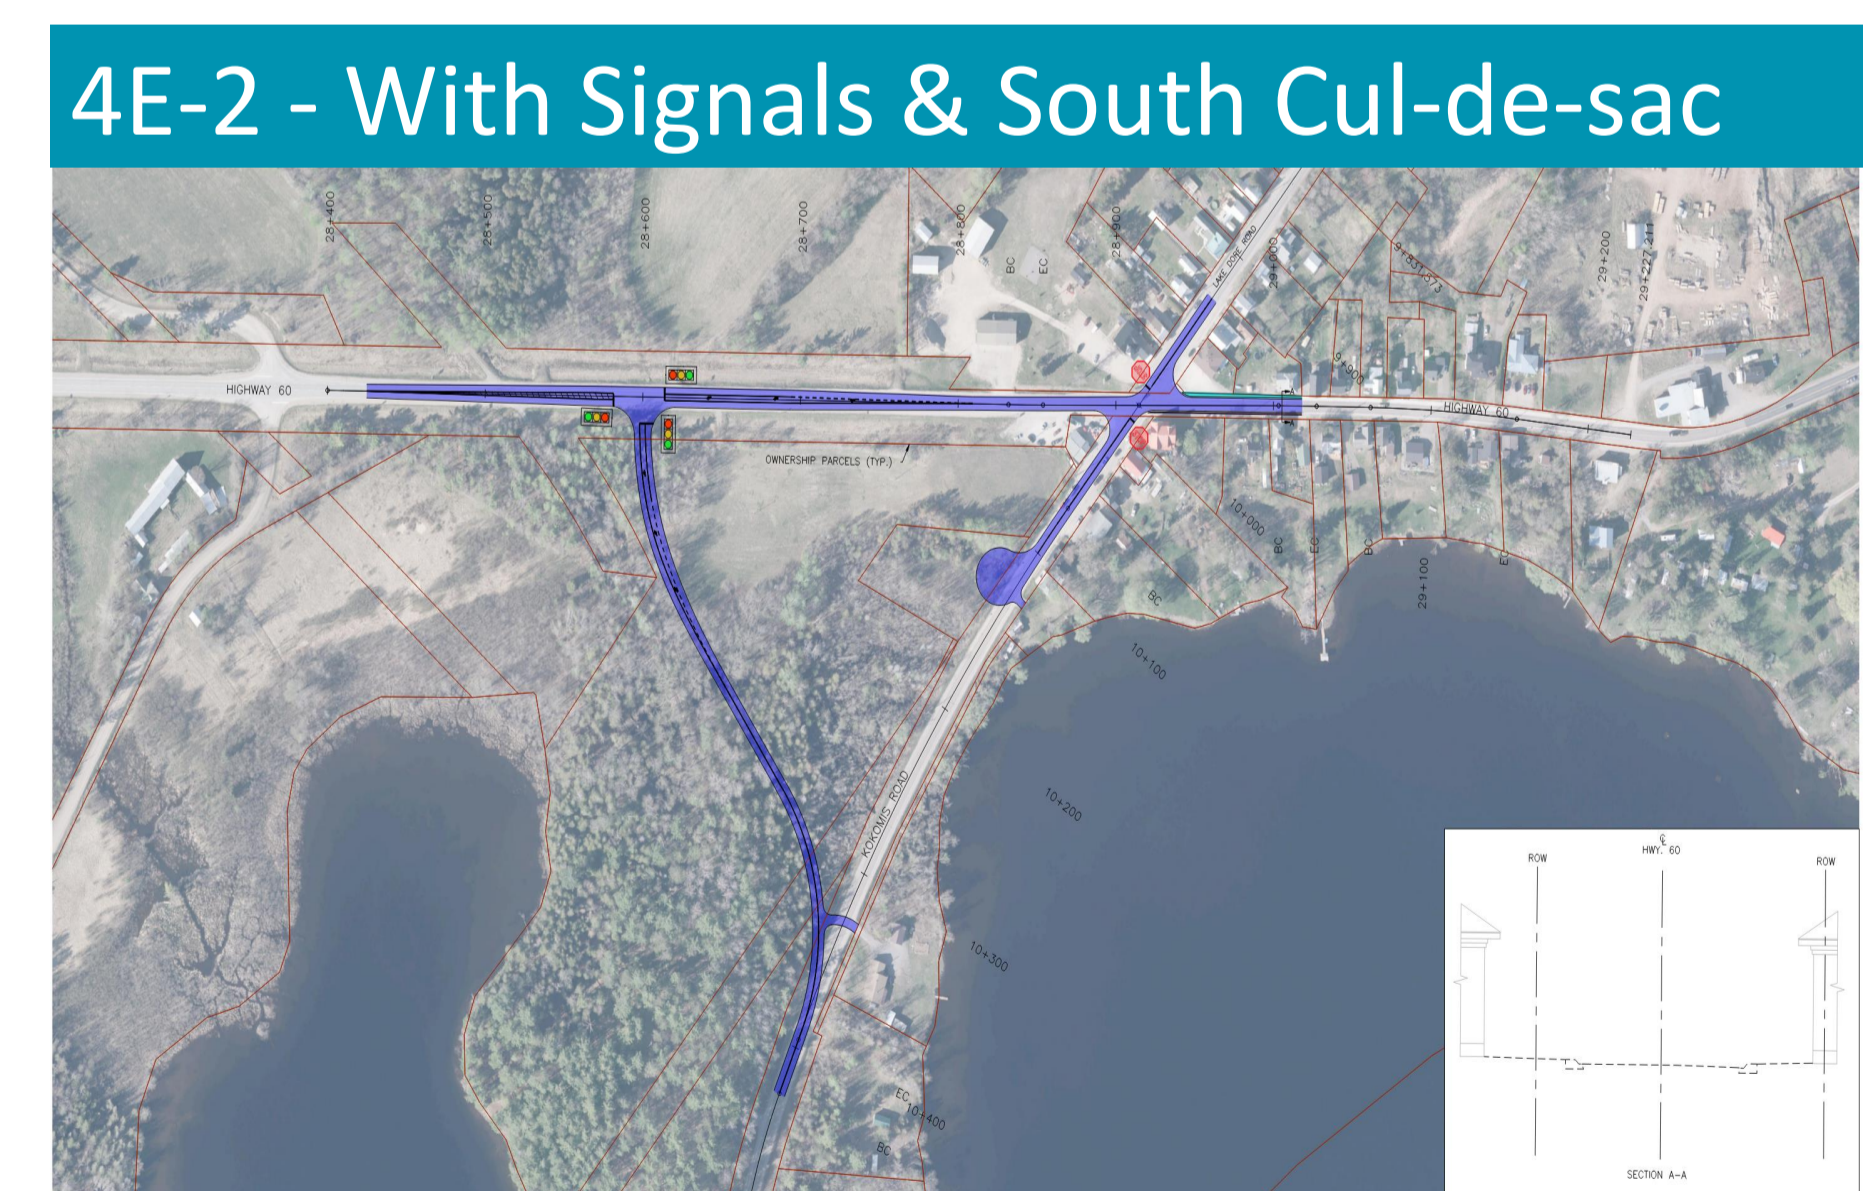 4E-2 - With Signals & South Cul-de-sac
28+400
28+500
28+600
28+700
28+800
BC
EC
28+900
LAKE DORE ROAD
29+000
9+831.873
29+200
29+227.211
HIGHWAY 60
9+900
HIGHWAY 60
OWNERSHIP PARCELS (TYP.)
10+000
BC
EC
BC
29+100
EC
BC
10+100
KOKOMIS ROAD
10+200
10+300
EC
10+400
BC
ROW
℄
HWY. 60
ROW
SECTION A-A